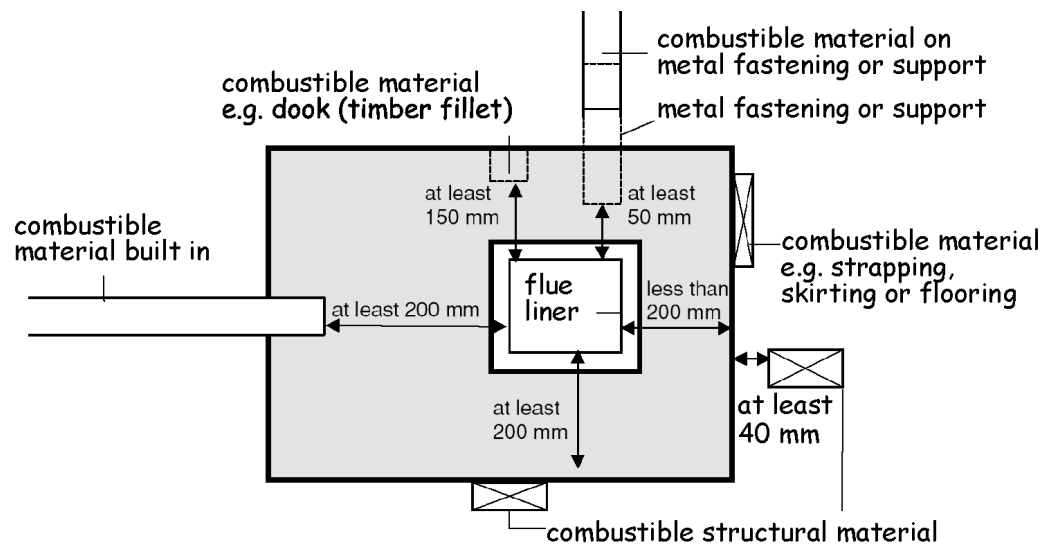 combustible material on
metal fastening or support
combustible material
e.g. dook (timber fillet)
metal fastening or support
at least
150 mm
at least
50 mm
combustible
material built in
combustible material
e.g. strapping,
skirting or flooring
flue
liner
at least 200 mm
less than
200 mm
at least
200 mm
at least
40 mm
combustible structural material